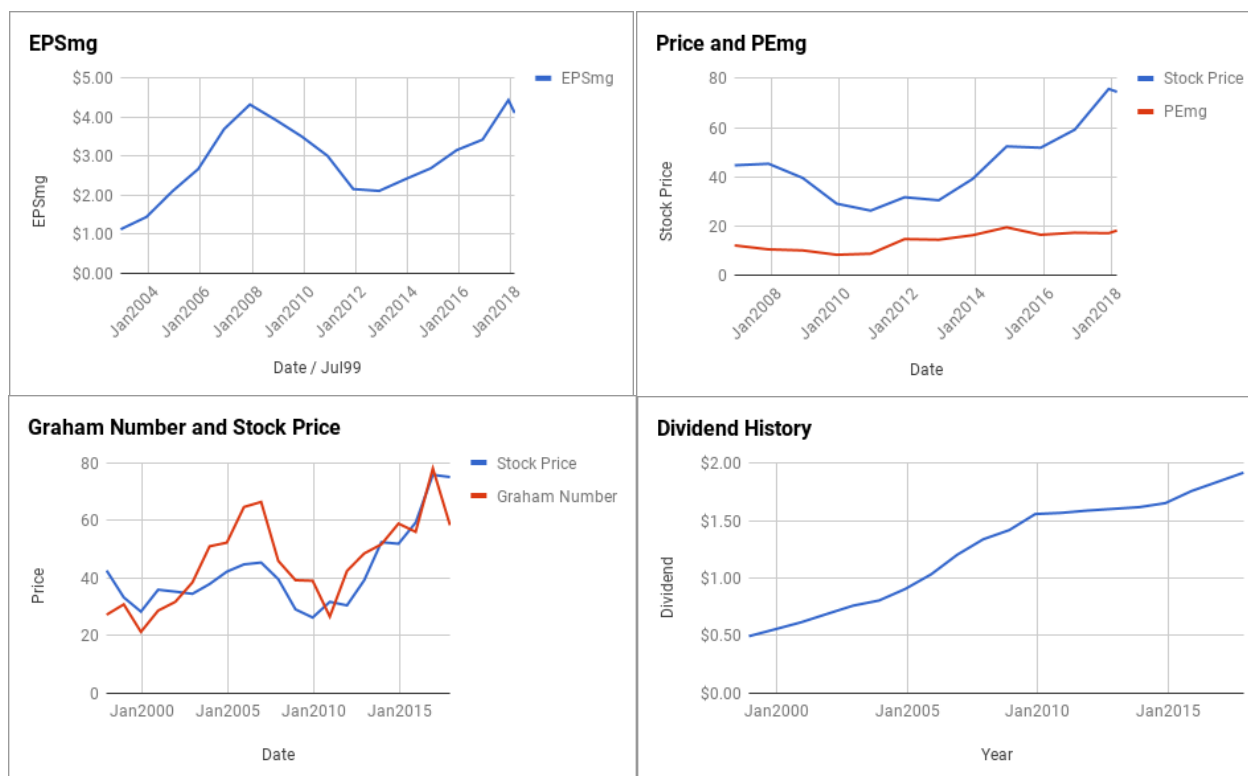 EPSmg
EPSmg
$5.00
$4.00
$3.00
$2.00
$1.00
$0.00
EPSmg
Jan2004
Jan2006
Jan2008
Jan2010
Jan2012
Jan2014
Jan2016
Jan2018
Date / Jul99
Price and PEmg
Stock Price
PEmg
80
60
40
20
0
Stock Price
Jan2008
Jan2010
Jan2012
Jan2014
Jan2016
Jan2018
Date
Graham Number and Stock Price
Stock Price
Graham Number
80
60
40
20
0
Price
Jan2000
Jan2005
Jan2010
Jan2015
Date
Dividend History
$2.00
$1.50
$1.00
$0.50
$0.00
Dividend
Jan2000
Jan2005
Jan2010
Jan2015
Year